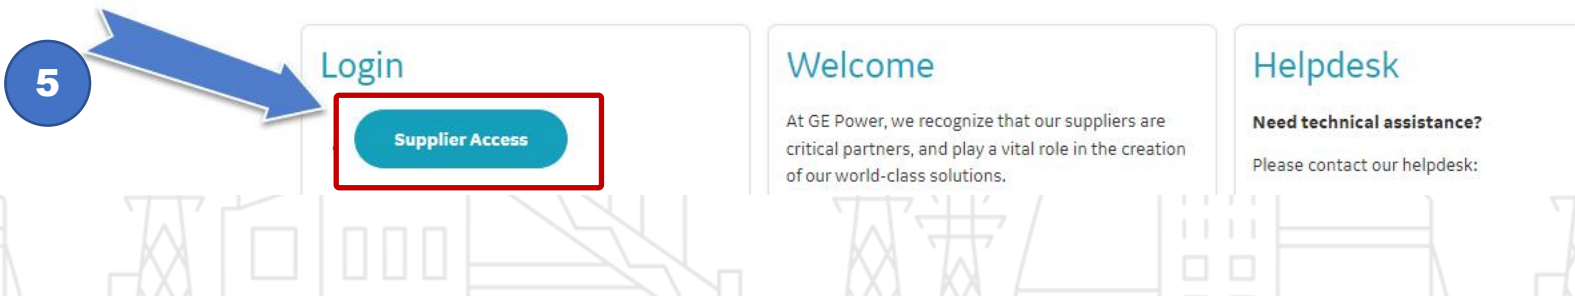 5
Login
Supplier Access
Welcome
At GE Power, we recognize that our suppliers are
critical partners, and play a vital role in the creation
of our world-class solutions.
Helpdesk
Need technical assistance?
Please contact our helpdesk: